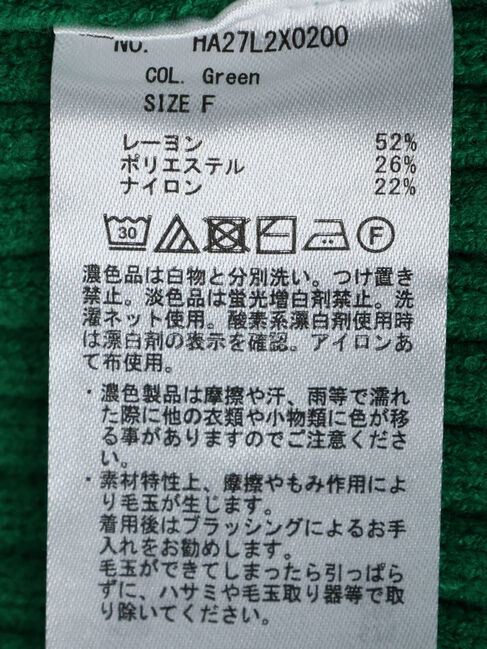 NO. HA27L2X0200
COL. Green
SIZE F
レーヨン 52%
ポリエステル 26%
ナイロン 22%
30 F
濃色品は白物と分別洗い。つけ置き
禁止。淡色品は蛍光増白剤禁止。洗
濯ネット使用。酸素系漂白剤使用時
は漂白剤の表示を確認。アイロンあ
て布使用。
・濃色製品は摩擦や汗、雨等で濡れ
た際に他の衣類や小物類に色が移
る事がありますのでご注意くださ
い。
・素材特性上、摩擦やもみ作用によ
り毛玉が生じます。
着用後はブラッシングによるお手
入れをお勧めします。
毛玉ができてしまったら引っぱら
ずに、ハサミや毛玉取り器等で取
り除いてください。